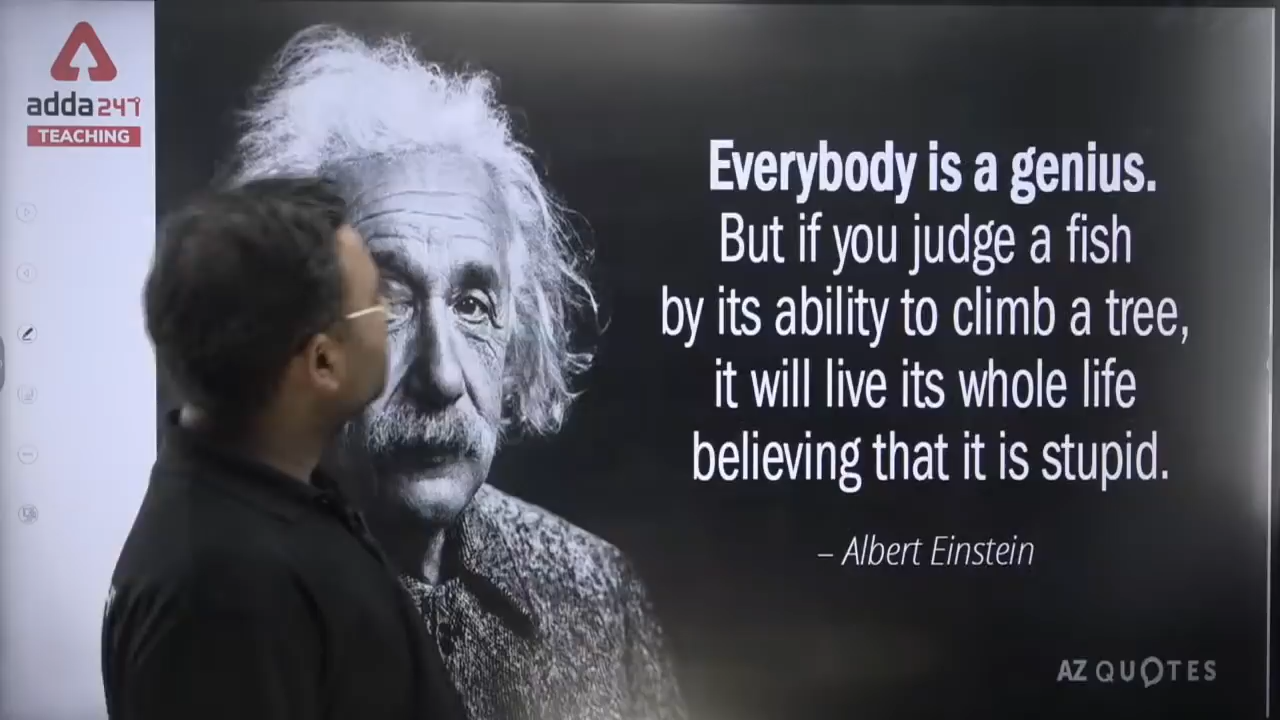 adda247
TEACHING
Everybody is a genius.
But if you judge a fish
by its ability to climb a tree,
it will live its whole life
believing that it is stupid.
– Albert Einstein
AZ QUOTES